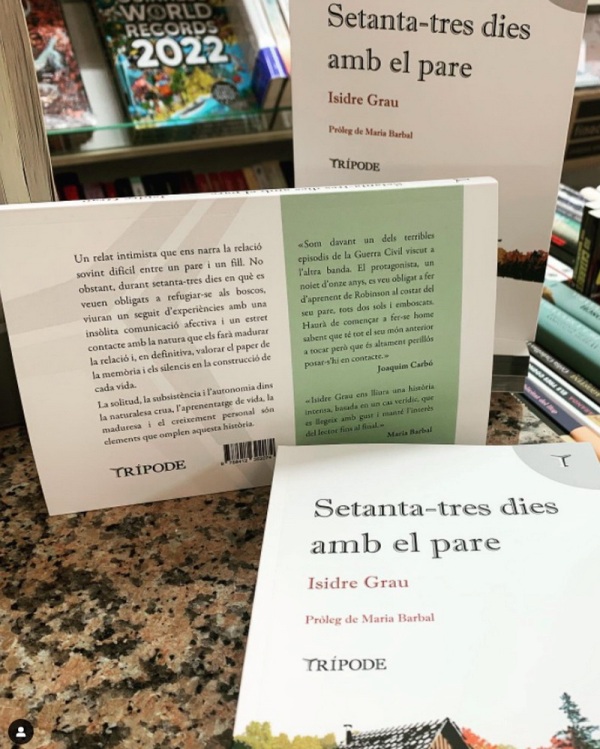 WORLD
RECORDS
2022
Setanta-tres dies
amb el pare
Isidre Grau
Pròleg de Maria Barbal
TRÍPODE
Un relat intimista que ens narra la relació
sovint difícil entre un pare i un fill. No
obstant, durant setanta-tres dies en què es
veuen obligats a refugiar-se als boscos,
viuran un seguit d'experiències amb una
insòlita comunicació afectiva i un estret
contacte amb la natura que els farà madurar
la relació i, en definitiva, valorar el paper de
la memòria i els silencis en la construcció de
cada vida.
La solitud, la subsistència i l'autonomia dins
la naturalesa crua, l'aprenentatge de vida, la
maduresa i el creixement personal són
elements que omplen aquesta història.
TRÍPODE
«Som davant un dels terribles
episodis de la Guerra Civil viscut a
l'altra banda. El protagonista, un
noiet d'onze anys, es veu obligat a fer
d'aprenent de Robinson al costat del
seu pare, tots dos sols i emboscats.
Haurà de començar a fer-se home
sabent que té tot el seu món anterior
a tocar però que és altament perillós
posar-s'hi en contacte.»
Joaquim Carbó
«Isidre Grau ens lliura una història
intensa, basada en un cas verídic, que
es llegeix amb gust i manté l'interès
del lector fins al final.»
Maria Barbal
T
Setanta-tres dies
amb el pare
Isidre Grau
Pròleg de Maria Barbal
TRÍPODE